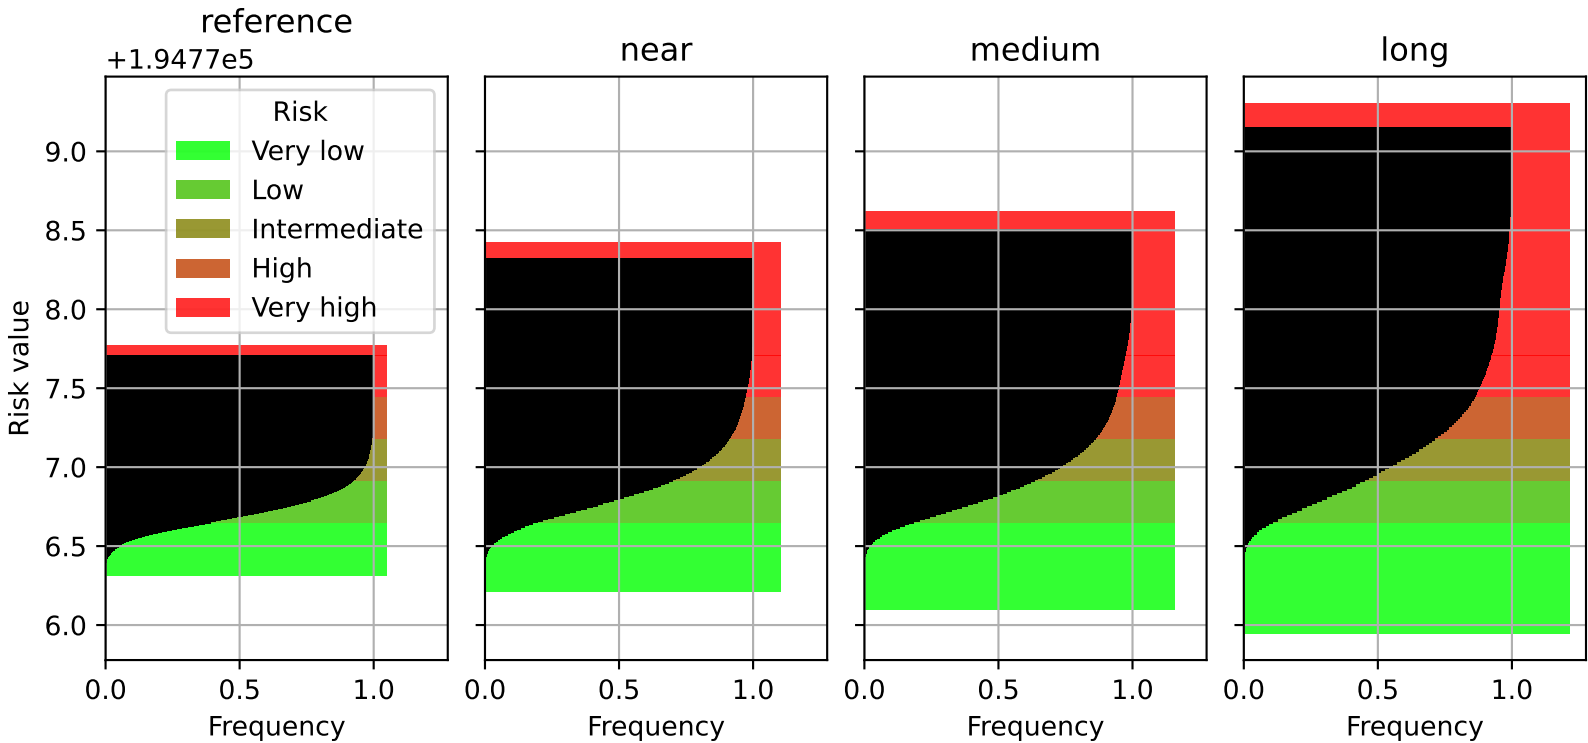 reference
near
medium
long
+1.9477e5
Risk
Very low
Low
Intermediate
High
Very high
Risk value
9.0
8.5
8.0
7.5
7.0
6.5
6.0
0.0 0.5 1.0
0.0 0.5 1.0
0.0 0.5 1.0
0.0 0.5 1.0
Frequency
Frequency
Frequency
Frequency